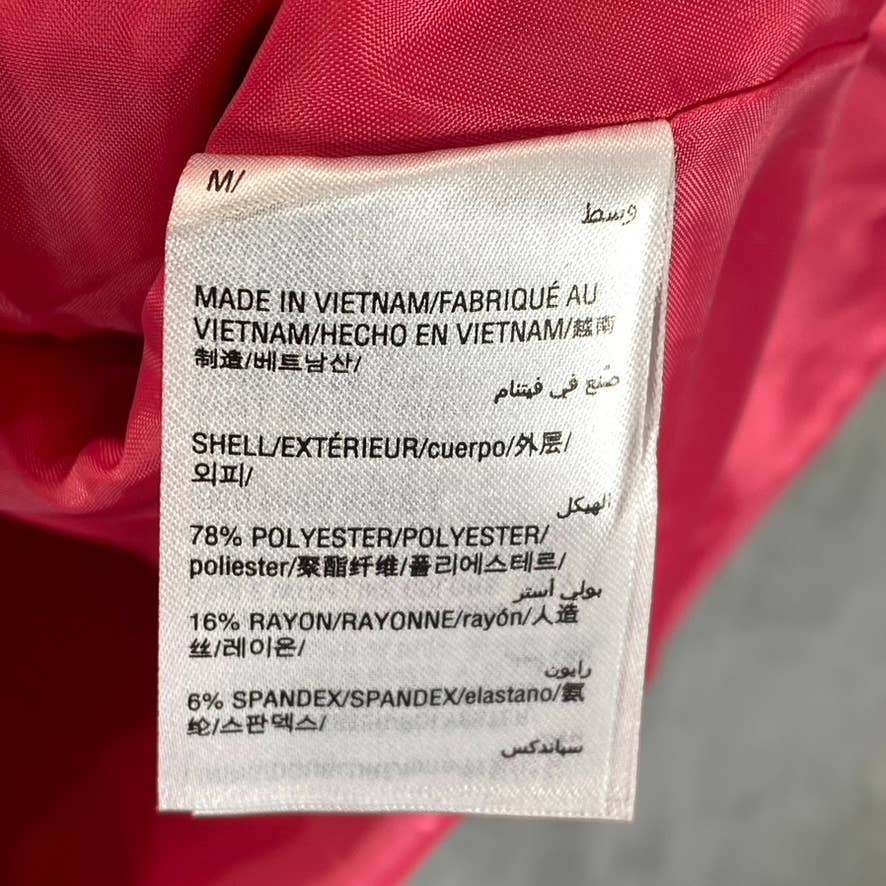 M/
وسط
MADE IN VIETNAM/FABRIQUÉ AU
VIETNAM/HECHO EN VIETNAM/越南
制造/베트남산/
صُنع في فيتنام
SHELL/EXTÉRIEUR/cuerpo/外层/
외피/
الهيكل
78% POLYESTER/POLYESTER/
poliester/聚酯纤维/폴리에스테르/
بولي أستر
16% RAYON/RAYONNE/rayón/人造
丝/레이온/
رايون
6% SPANDEX/SPANDEX/elastano/氨
纶/스판덱스/
سباندكس